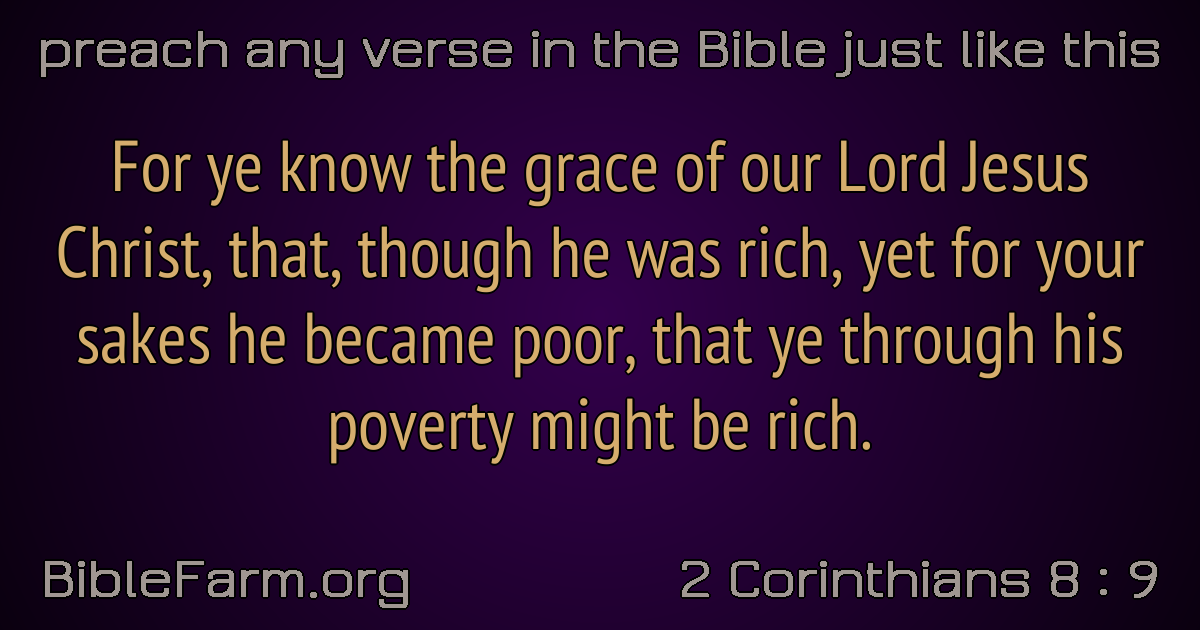 preach any verse in the Bible just like this
For ye know the grace of our Lord Jesus
Christ, that, though he was rich, yet for your
sakes he became poor, that ye through his
poverty might be rich.
BibleFarm.org
2 Corinthians 8 : 9